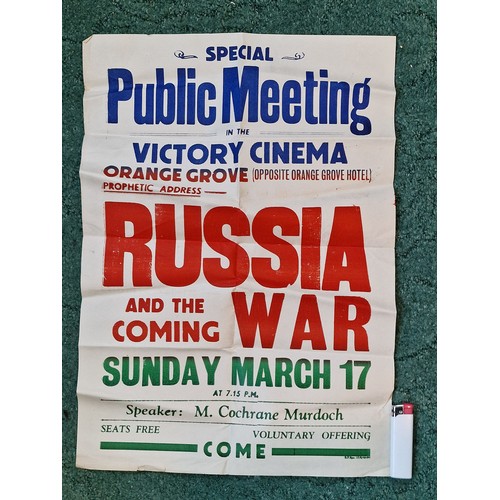 SPECIAL
Public Meeting
IN THE
VICTORY CINEMA
ORANGE GROVE (OPPOSITE ORANGE GROVE HOTEL)
PROPHETIC ADDRESS
RUSSIA
AND THE
COMING WAR
SUNDAY MARCH 17
AT 7.15 P.M.
Speaker: M. Cochrane Murdoch
SEATS FREE VOLUNTARY OFFERING
COME